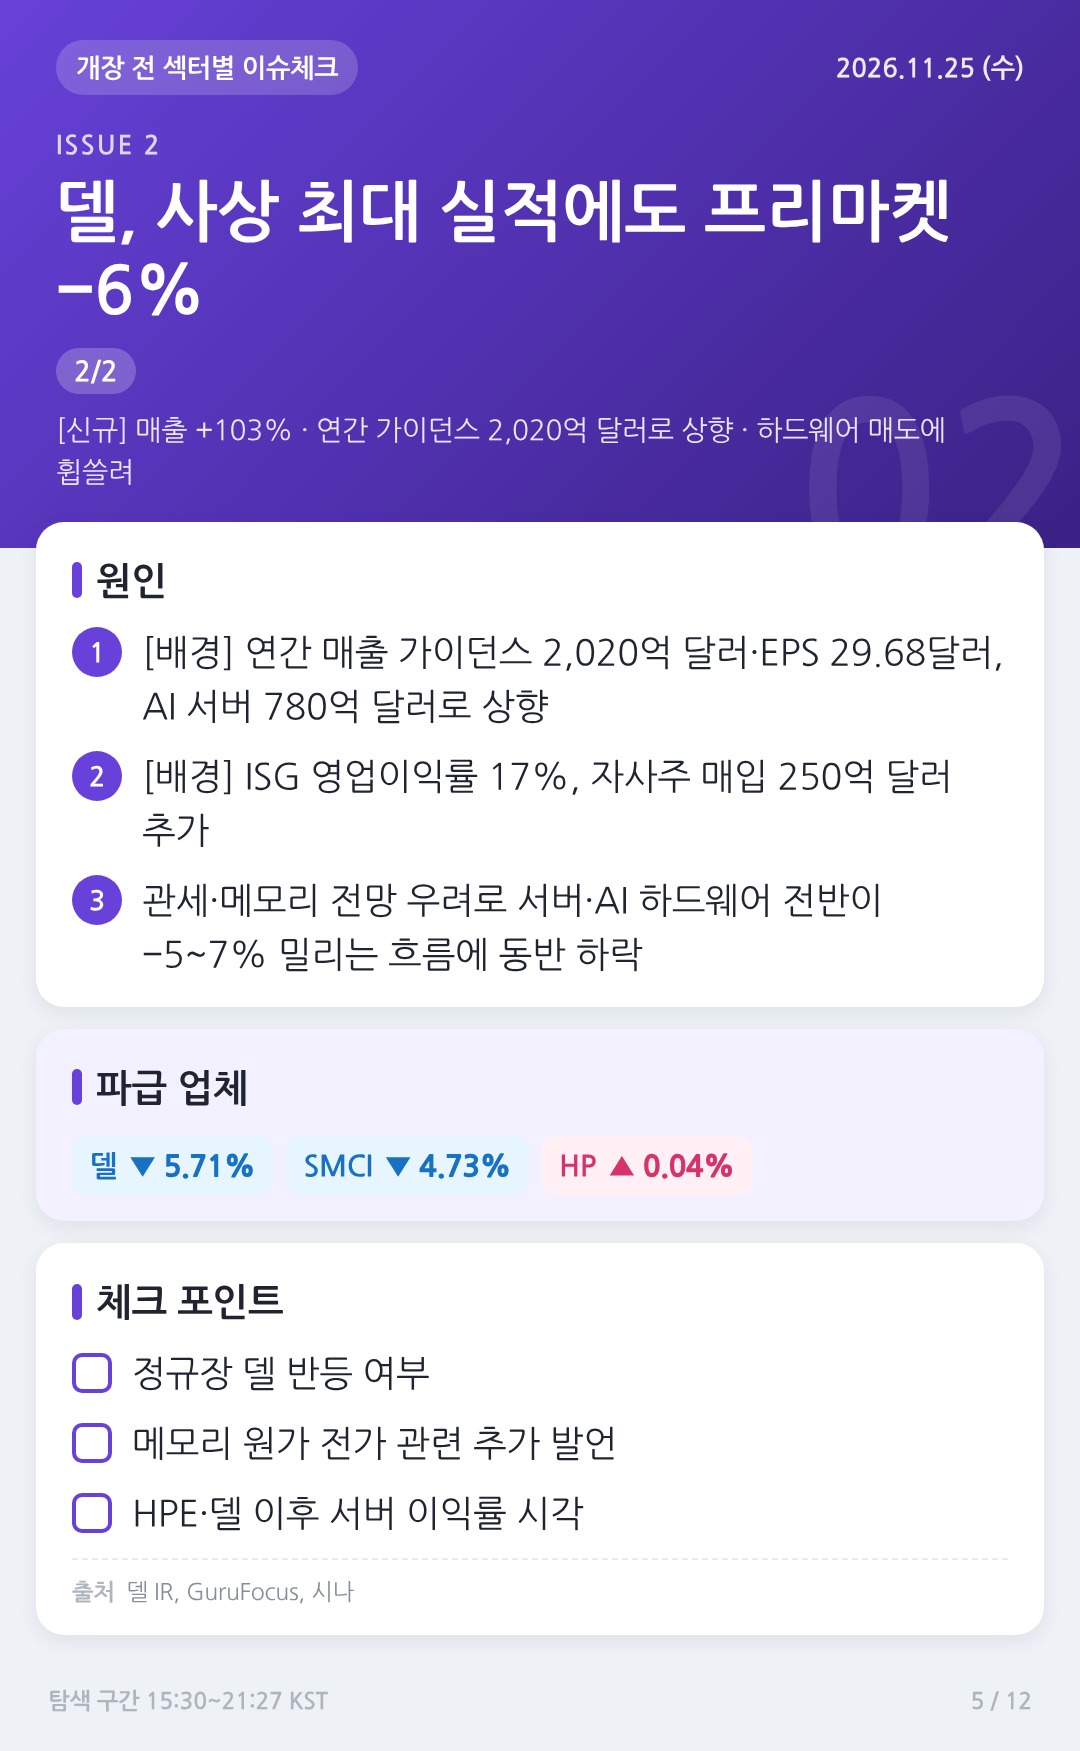 개장 전 섹터별 이슈체크
2026.11.25 (수)
ISSUE 2
델, 사상 최대 실적에도 프리마켓
−6%
2/2
[신규] 매출 +103% · 연간 가이던스 2,020억 달러로 상향 · 하드웨어 매도에
휩쓸려
02
원인
1 [배경] 연간 매출 가이던스 2,020억 달러·EPS 29.68달러,
AI 서버 780억 달러로 상향
2 [배경] ISG 영업이익률 17%, 자사주 매입 250억 달러
추가
3 관세·메모리 전망 우려로 서버·AI 하드웨어 전반이
−5~7% 밀리는 흐름에 동반 하락
파급 업체
델 ▼ 5.71% SMCI ▼ 4.73% HP ▲ 0.04%
체크 포인트
정규장 델 반등 여부
메모리 원가 전가 관련 추가 발언
HPE·델 이후 서버 이익률 시각
출처 델 IR, GuruFocus, 시나
탐색 구간 15:30~21:27 KST
5 / 12